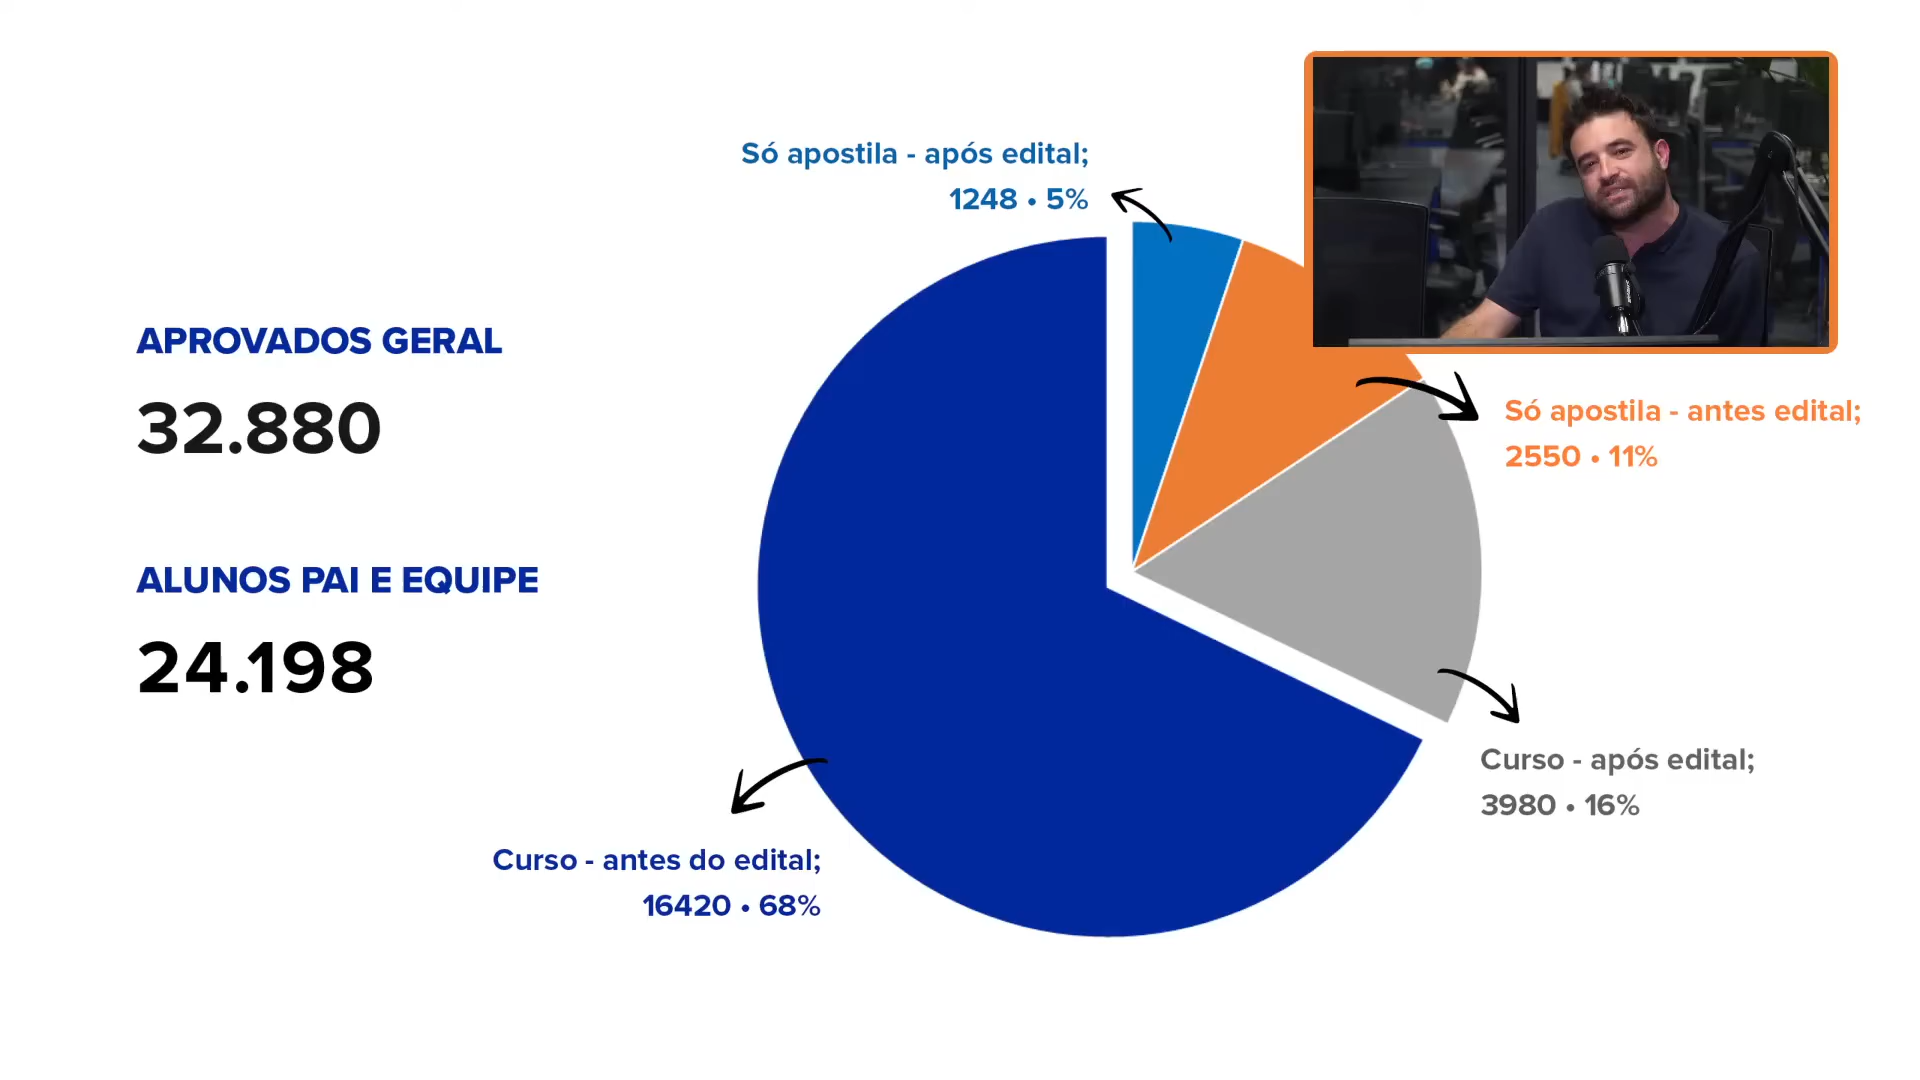 Só apostila - após edital;
1248 • 5%
APROVADOS GERAL
32.880
Só apostila - antes edital;
2550 • 11%
ALUNOS PAI E EQUIPE
24.198
Curso - após edital;
3980 • 16%
Curso - antes do edital;
16420 • 68%